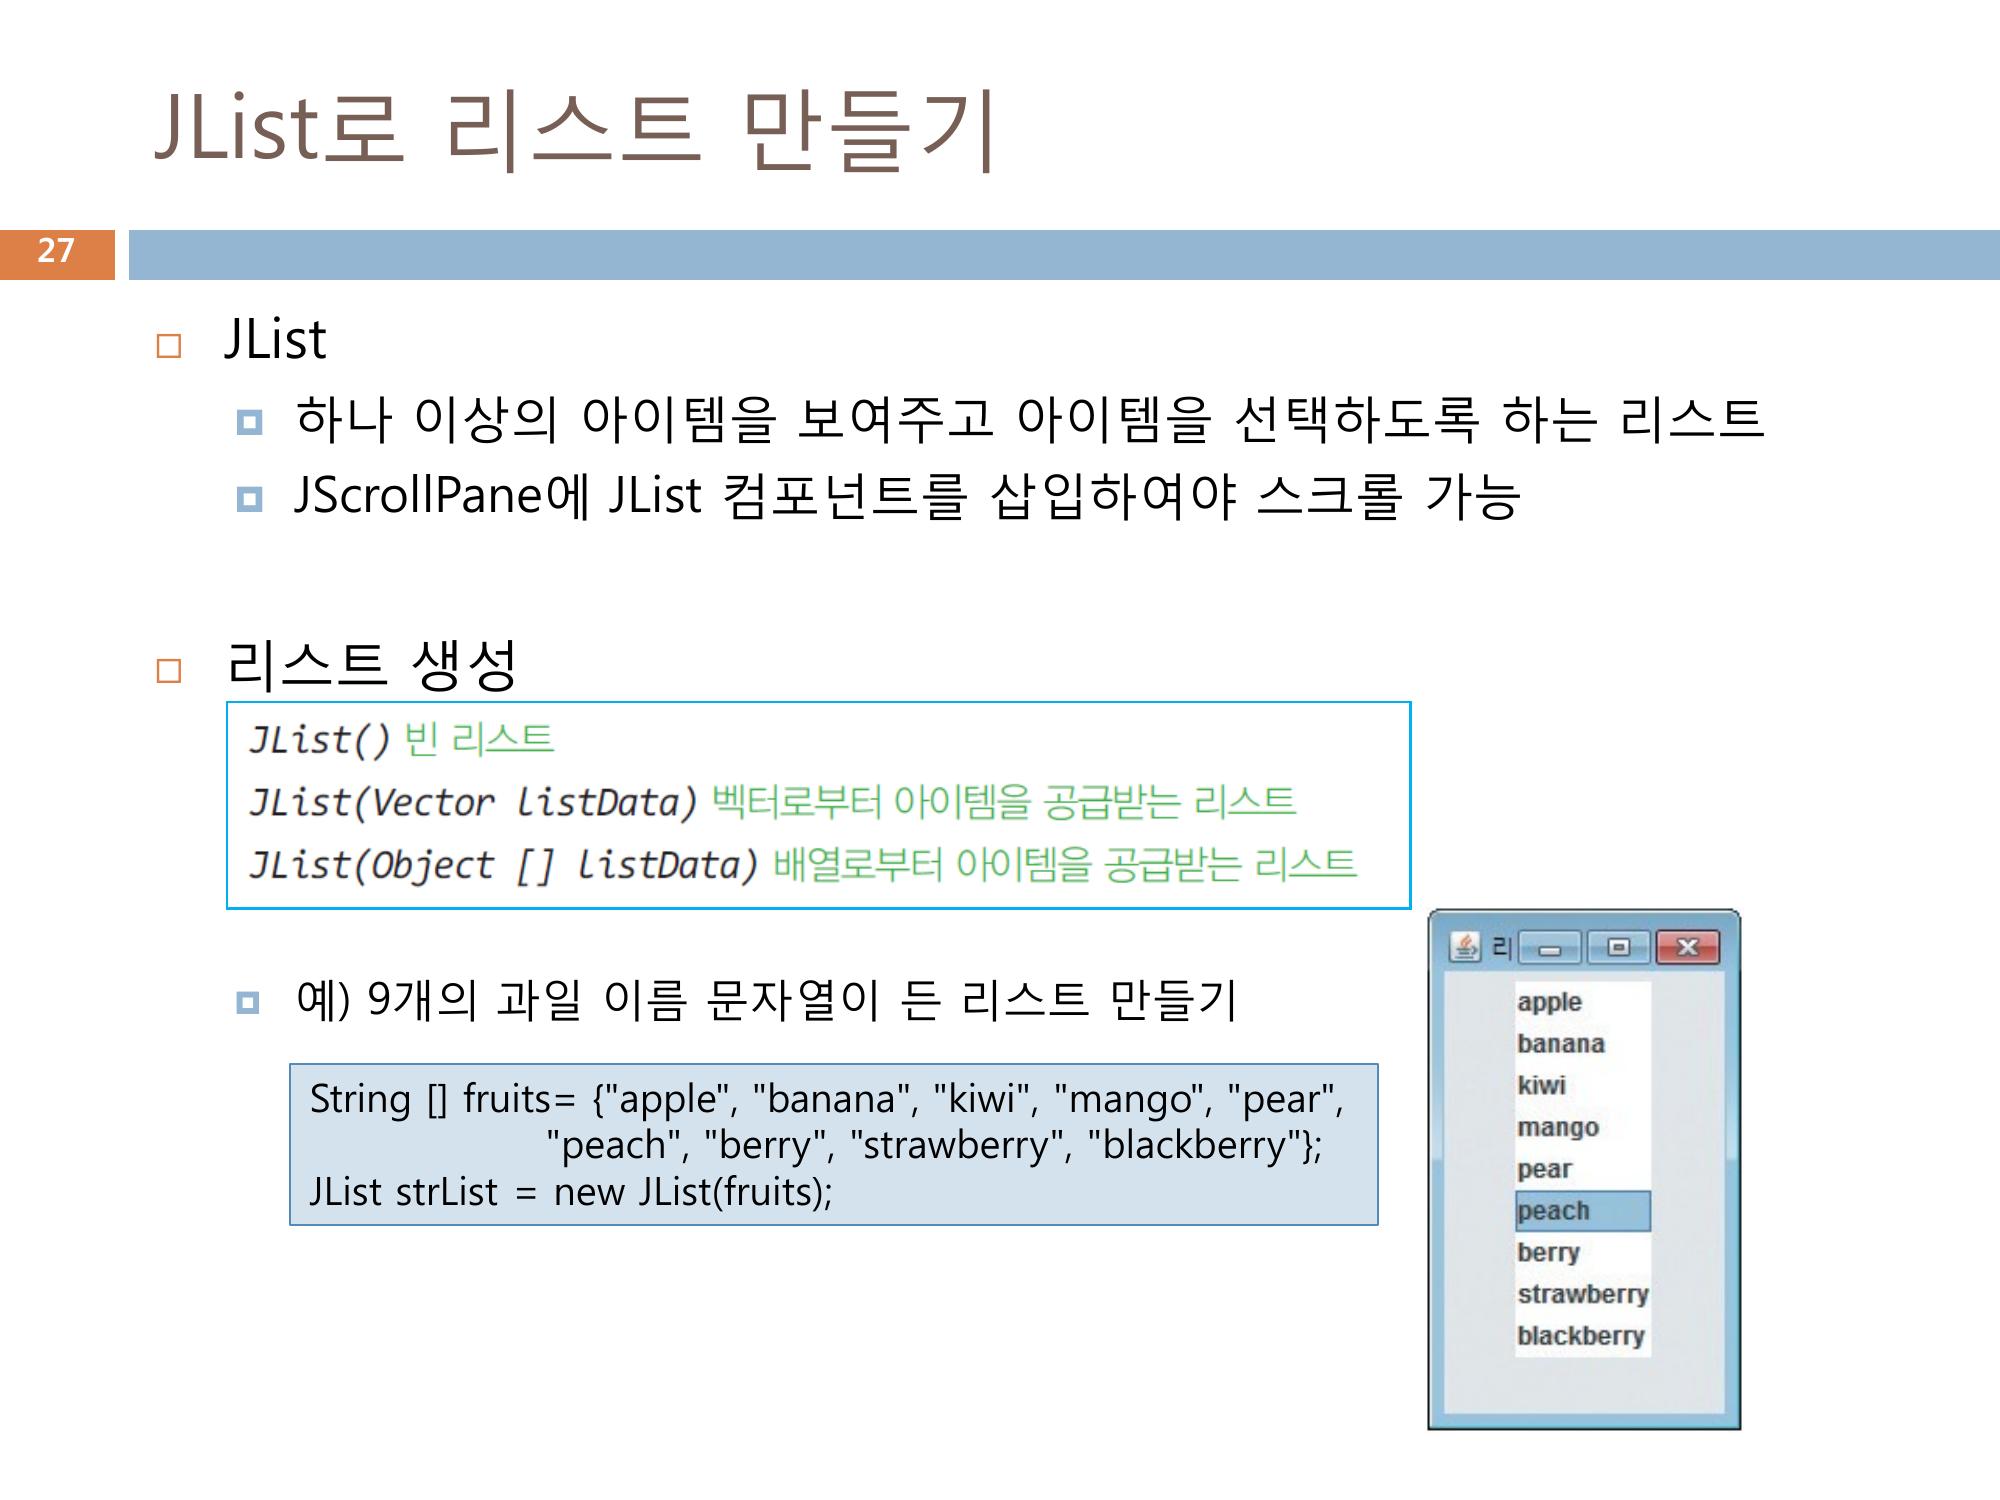 JList로 리스트 만들기
27
JList
하나 이상의 아이템을 보여주고 아이템을 선택하도록 하는 리스트
JScrollPane에 JList 컴포넌트를 삽입하여야 스크롤 가능
리스트 생성
JList() 빈 리스트
JList(Vector listData) 벡터로부터 아이템을 공급받는 리스트
JList(Object [] listData) 배열로부터 아이템을 공급받는 리스트
예) 9개의 과일 이름 문자열이 든 리스트 만들기
String [] fruits= {"apple", "banana", "kiwi", "mango", "pear",
"peach", "berry", "strawberry", "blackberry"};
JList strList = new JList(fruits);
리
apple
banana
kiwi
mango
pear
peach
berry
strawberry
blackberry